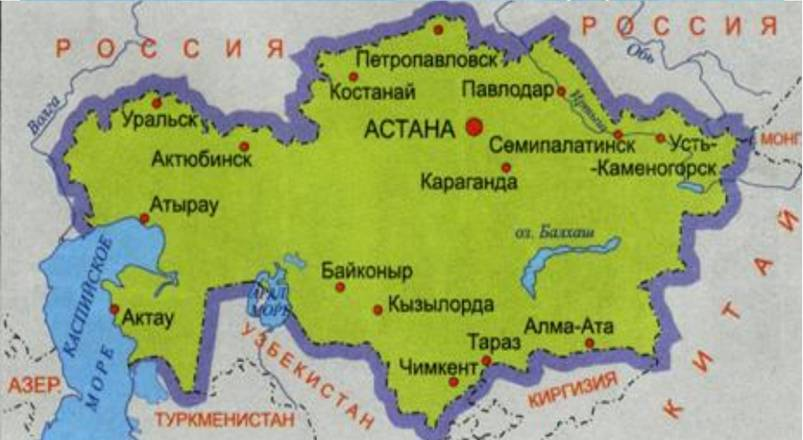 РОССИЯ
РОССИЯ
Волга
Обь
Петропавловск
Костанай
Павлодар
Иртыш
Уральск
АСТАНА
Семипалатинск
Усть-
-Каменогорск
МОНГ.
Актюбинск
Караганда
Атырау
оз. Балхаш
КИТАЙ
КАСПИЙСКОЕ
МОРЕ
Байконыр
АРАЛ.
МОРЕ
Кызылорда
Актау
УЗБЕКИСТАН
Тараз
Алма-Ата
Чимкент
АЗЕР.
ТУРКМЕНИСТАН
КИРГИЗИЯ